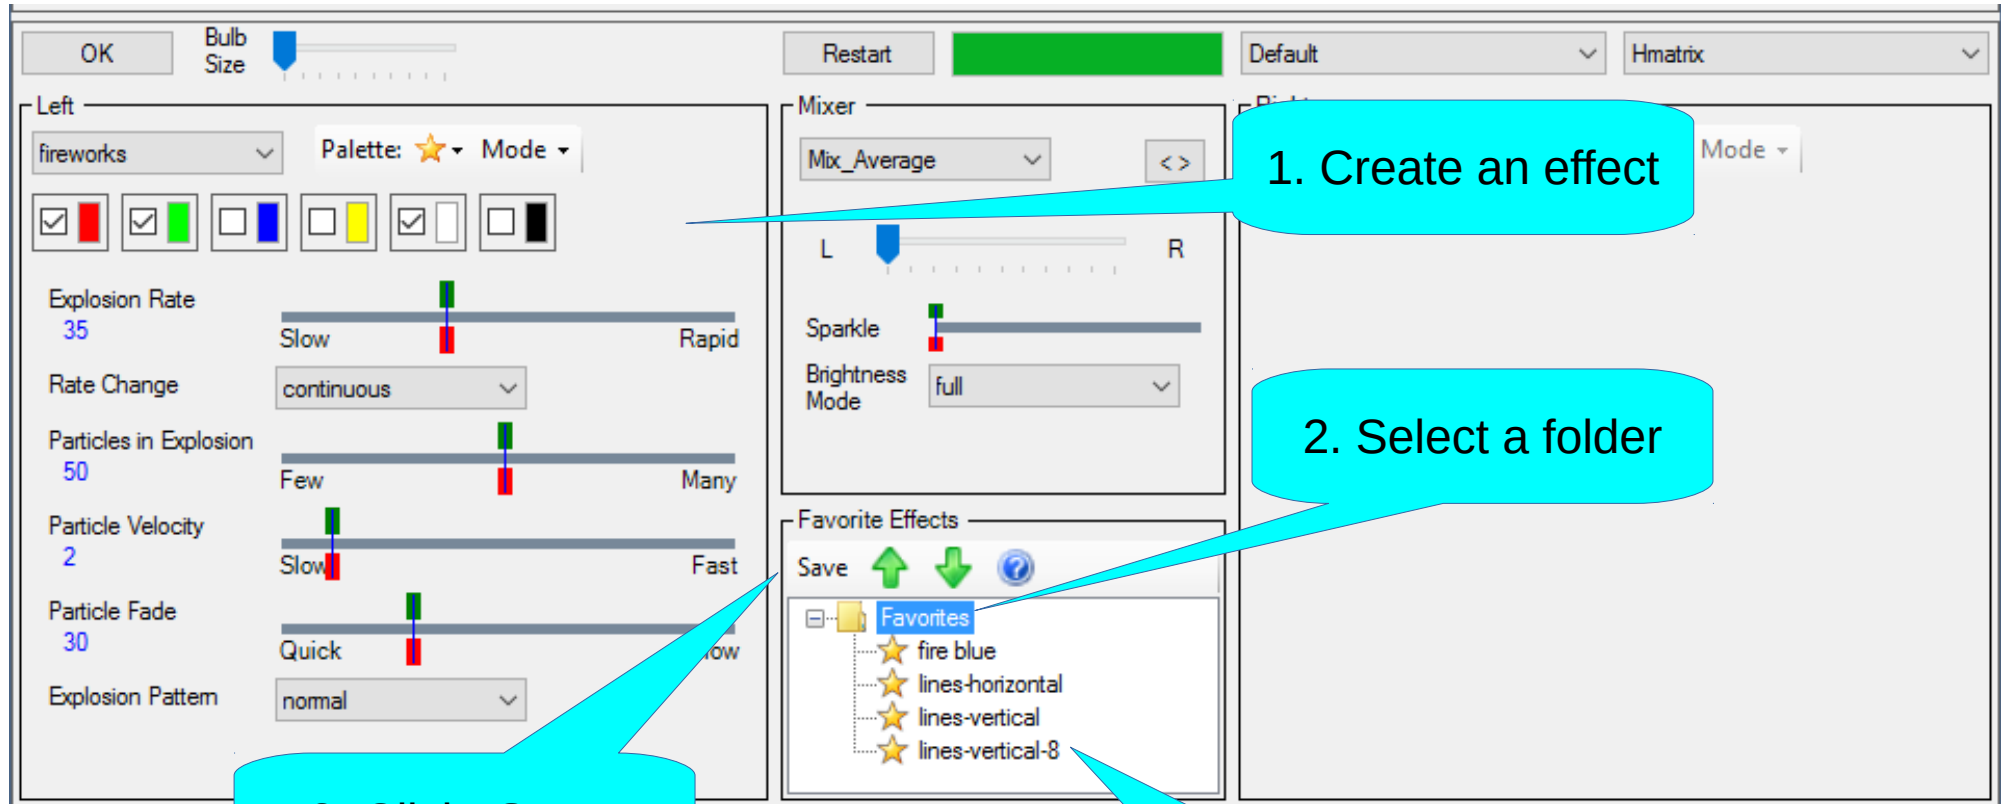 OK
Bulb
Size
Restart
Default
Hmatrix
Left
fireworks
Palette:
Mode
Mixer
Mix_Average
< >
1. Create an effect
Mode
L
R
Explosion Rate
35
Slow
Rapid
Sparkle
Rate Change
continuous
Brightness
Mode
full
2. Select a folder
Particles in Explosion
50
Few
Many
Particle Velocity
2
Slow
Fast
Favorite Effects
Save
Particle Fade
30
Quick
Favorites
fire blue
lines-horizontal
lines-vertical
lines-vertical-8
Explosion Pattern
normal